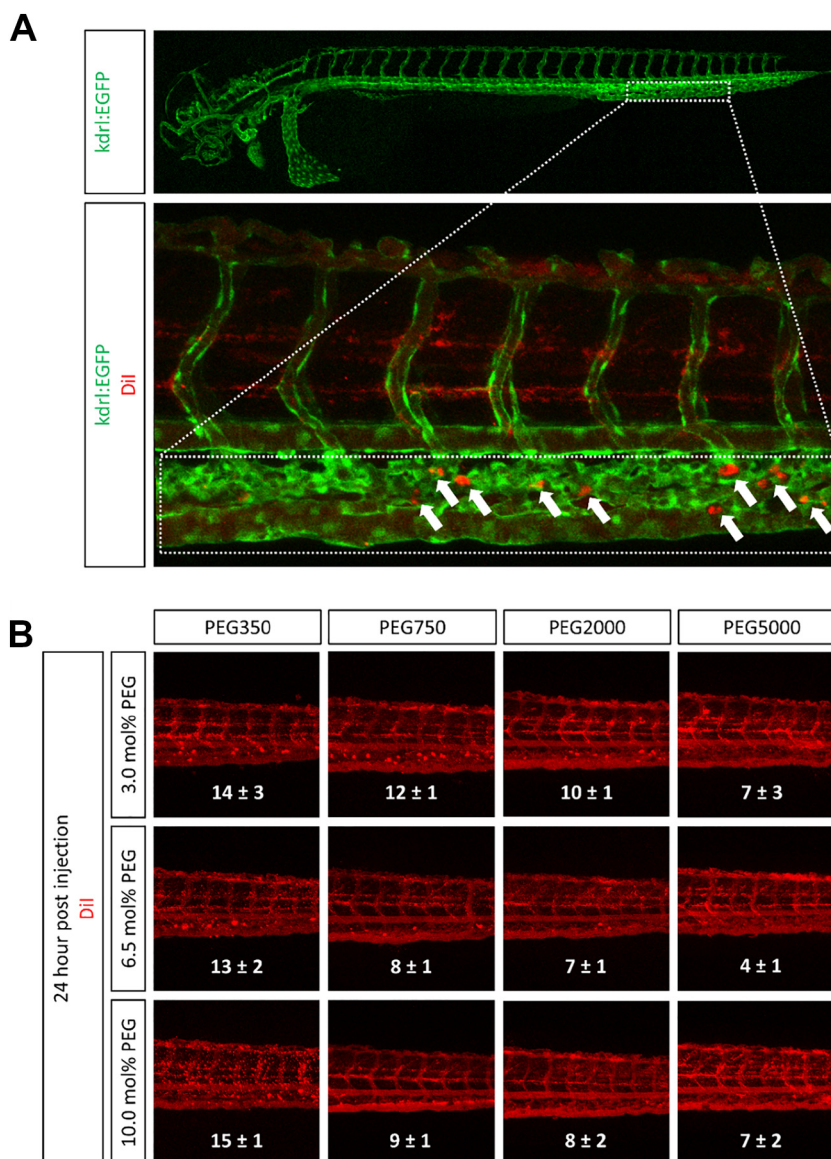 A
kdrl:EGFP
kdrl:EGFP
DiI
B
PEG350 PEG750 PEG2000 PEG5000
24 hour post injection
DiI
3.0 mol% PEG
14 ± 3 12 ± 1 10 ± 1 7 ± 3
6.5 mol% PEG
13 ± 2 8 ± 1 7 ± 1 4 ± 1
10.0 mol% PEG
15 ± 1 9 ± 1 8 ± 2 7 ± 2